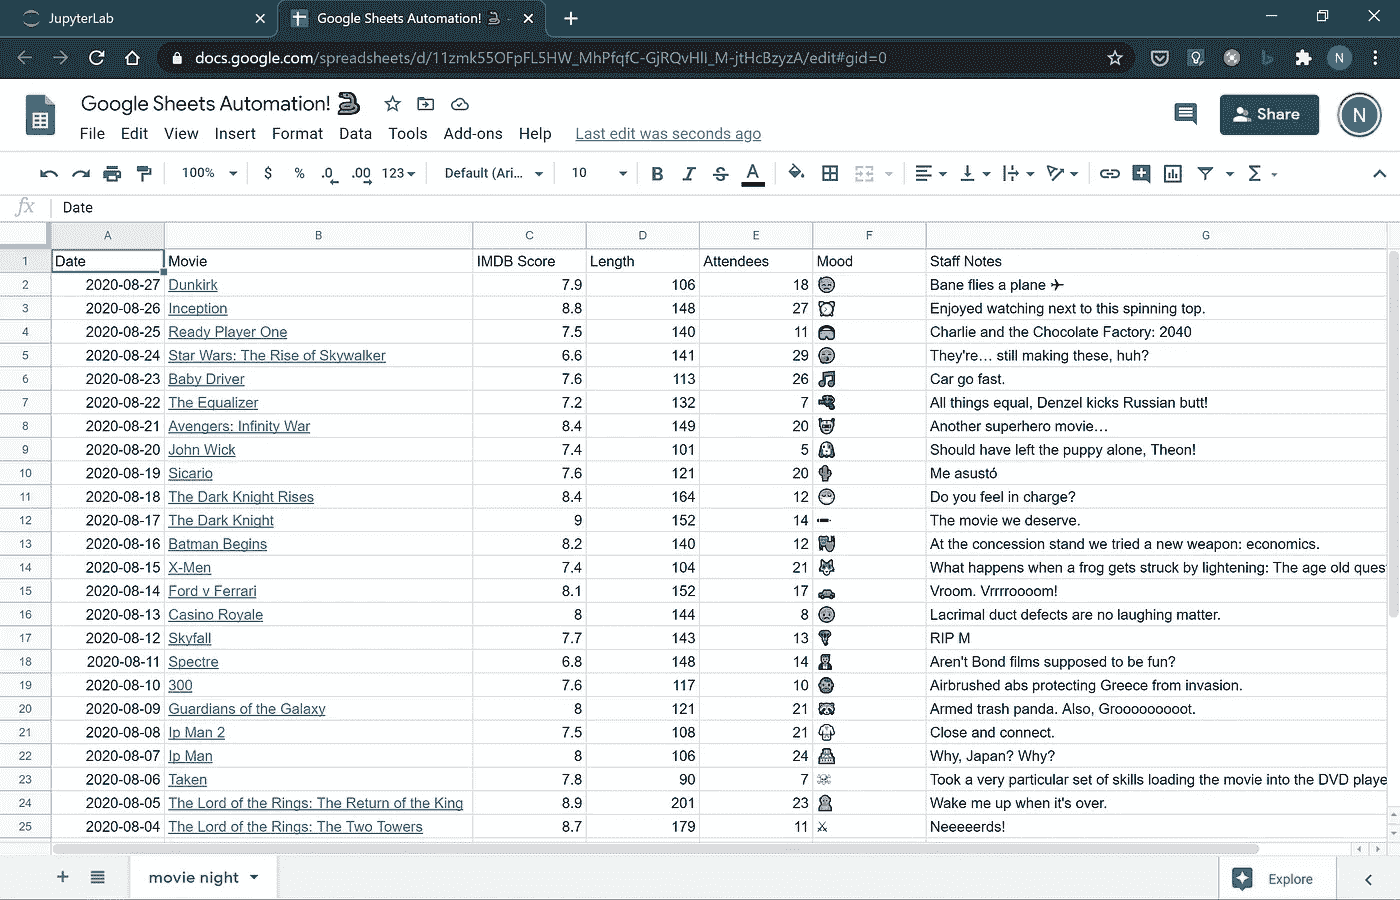 JupyterLab
Google Sheets Automation!
docs.google.com/spreadsheets/d/11zmk55OFpFL5HW_MhPfqfC-GjRQvHlI_M-jtHcBzyzA/edit#gid=0
N
Google Sheets Automation!
File Edit View Insert Format Data Tools Add-ons Help Last edit was seconds ago
Share
N
100% $ % .0 .00 123 Default (Ari... 10 B I S A Σ
fx Date
A B C D E F G
1 Date Movie IMDB Score Length Attendees Mood Staff Notes
2 2020-08-27 Dunkirk 7.9 106 18 Bane flies a plane ✈
3 2020-08-26 Inception 8.8 148 27 Enjoyed watching next to this spinning top.
4 2020-08-25 Ready Player One 7.5 140 11 Charlie and the Chocolate Factory: 2040
5 2020-08-24 Star Wars: The Rise of Skywalker 6.6 141 29 They're... still making these, huh?
6 2020-08-23 Baby Driver 7.6 113 26 Car go fast.
7 2020-08-22 The Equalizer 7.2 132 7 All things equal, Denzel kicks Russian butt!
8 2020-08-21 Avengers: Infinity War 8.4 149 20 Another superhero movie...
9 2020-08-20 John Wick 7.4 101 5 Should have left the puppy alone, Theon!
10 2020-08-19 Sicario 7.6 121 20 Me asustó
11 2020-08-18 The Dark Knight Rises 8.4 164 12 Do you feel in charge?
12 2020-08-17 The Dark Knight 9 152 14 The movie we deserve.
13 2020-08-16 Batman Begins 8.2 140 12 At the concession stand we tried a new weapon: economics.
14 2020-08-15 X-Men 7.4 104 21 What happens when a frog gets struck by lightening: The age old ques
15 2020-08-14 Ford v Ferrari 8.1 152 17 Vroom. Vrrrroooom!
16 2020-08-13 Casino Royale 8 144 8 Lacrimal duct defects are no laughing matter.
17 2020-08-12 Skyfall 7.7 143 13 RIP M
18 2020-08-11 Spectre 6.8 148 14 Aren't Bond films supposed to be fun?
19 2020-08-10 300 7.6 117 10 Airbrushed abs protecting Greece from invasion.
20 2020-08-09 Guardians of the Galaxy 8 121 21 Armed trash panda. Also, Grooooooooot.
21 2020-08-08 Ip Man 2 7.5 108 21 Close and connect.
22 2020-08-07 Ip Man 8 106 24 Why, Japan? Why?
23 2020-08-06 Taken 7.8 90 7 Took a very particular set of skills loading the movie into the DVD playe
24 2020-08-05 The Lord of the Rings: The Return of the King 8.9 201 23 Wake me up when it's over.
25 2020-08-04 The Lord of the Rings: The Two Towers 8.7 179 11 Neeeeerds!
movie night
Explore